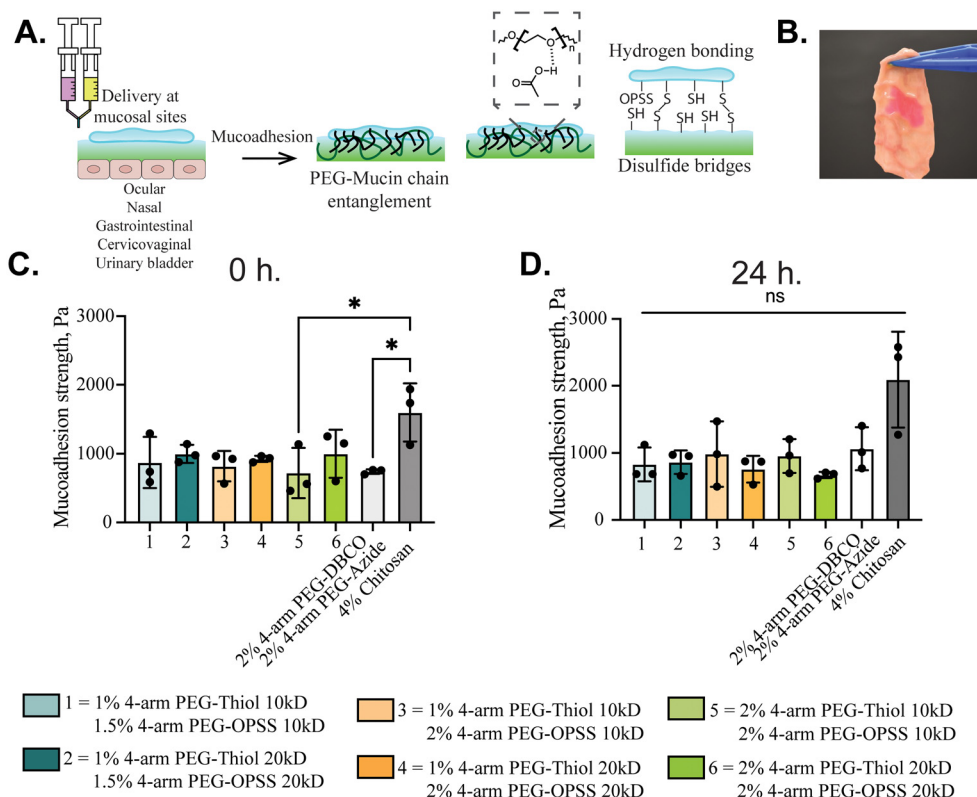 A.
Delivery at
mucosal sites
Ocular
Nasal
Gastrointestinal
Cervicovaginal
Urinary bladder
Mucoadhesion
PEG-Mucin chain
entanglement
O
O
n
O H
O
Hydrogen bonding
OPSS S SH S
SH S SH S
Disulfide bridges
B.
C.
0 h.
Mucoadhesion strength, Pa
3000
2000
1000
0
*
*
1 2 3 4 5 6
2% 4-arm PEG-DBCO
2% 4-arm PEG-Azide
4% Chitosan
D.
24 h.
ns
Mucoadhesion strength, Pa
3000
2000
1000
0
1 2 3 4 5 6
2% 4-arm PEG-DBCO
2% 4-arm PEG-Azide
4% Chitosan
1 = 1% 4-arm PEG-Thiol 10kD
1.5% 4-arm PEG-OPSS 10kD
2 = 1% 4-arm PEG-Thiol 20kD
1.5% 4-arm PEG-OPSS 20kD
3 = 1% 4-arm PEG-Thiol 10kD
2% 4-arm PEG-OPSS 10kD
4 = 1% 4-arm PEG-Thiol 20kD
2% 4-arm PEG-OPSS 20kD
5 = 2% 4-arm PEG-Thiol 10kD
2% 4-arm PEG-OPSS 10kD
6 = 2% 4-arm PEG-Thiol 20kD
2% 4-arm PEG-OPSS 20kD